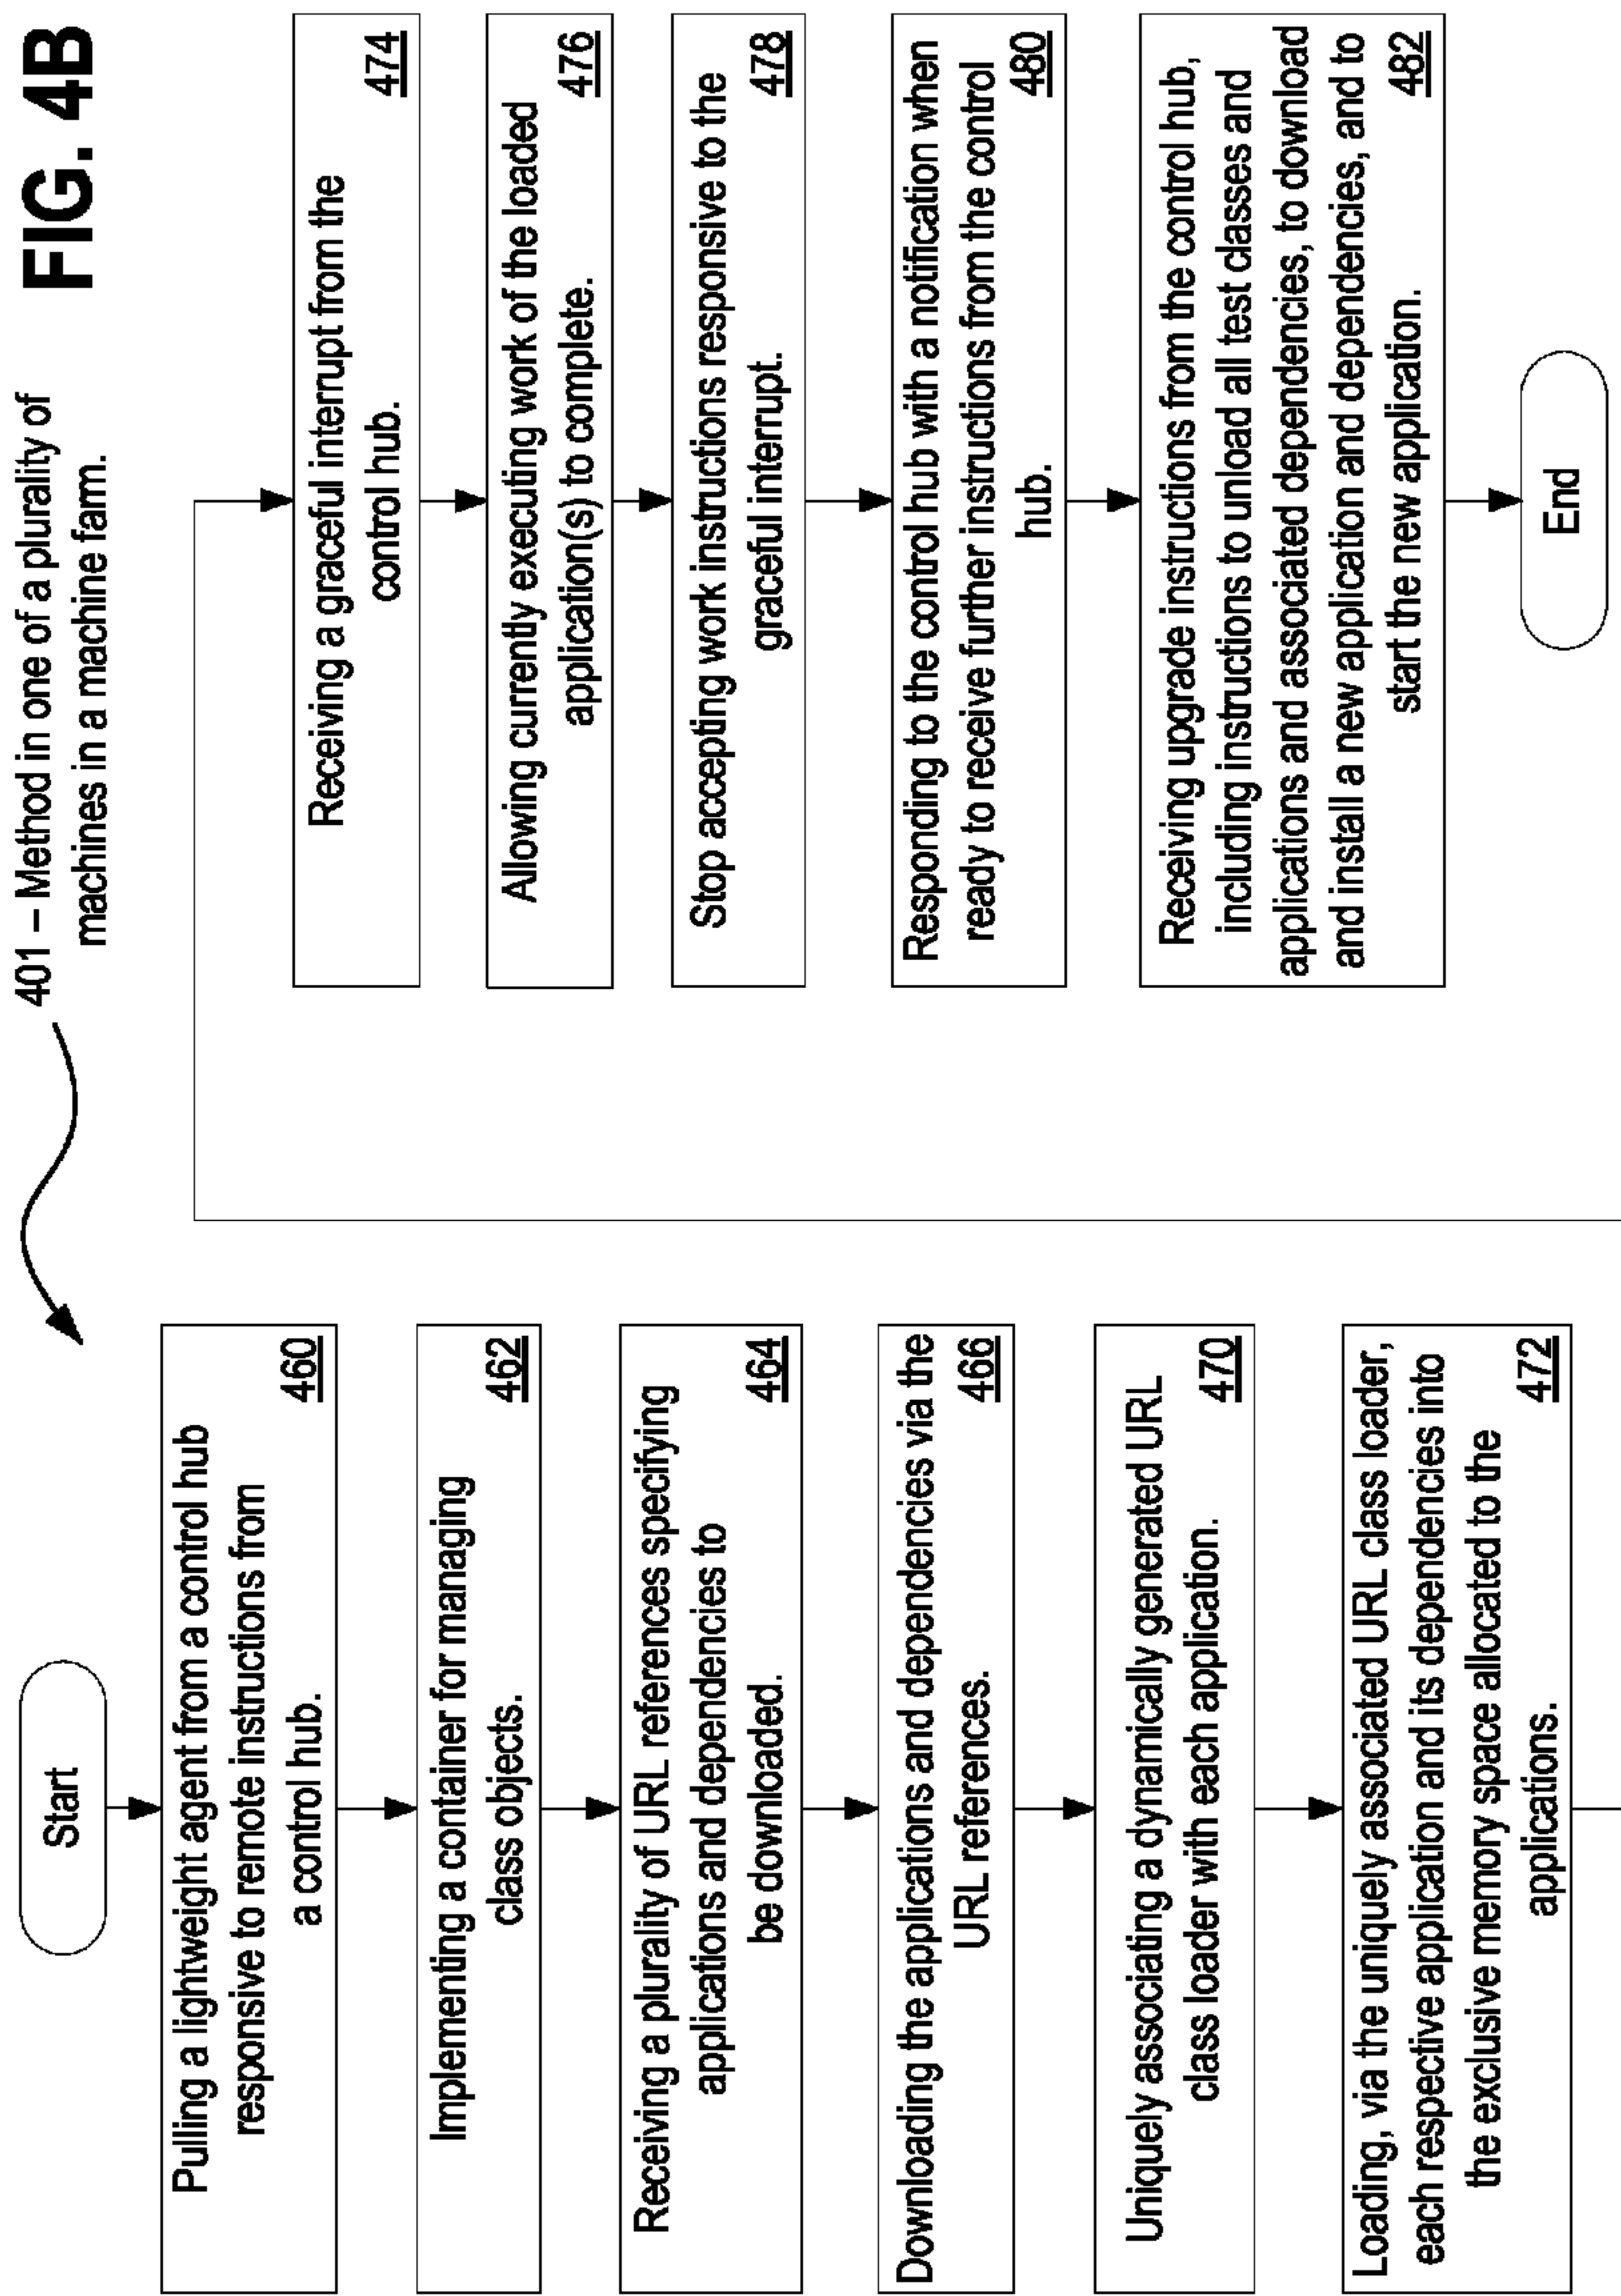 401 – Method in one of a plurality of
machines in a machine farm.
FIG. 4B
Start
Pulling a lightweight agent from a control hub
responsive to remote instructions from
a control hub.
460
Implementing a container for managing
class objects.
462
Receiving a plurality of URL references specifying
applications and dependencies to
be downloaded.
464
Downloading the applications and dependencies via the
URL references.
466
Uniquely associating a dynamically generated URL
class loader with each application.
470
Loading, via the uniquely associated URL class loader,
each respective application and its dependencies into
the exclusive memory space allocated to the
applications.
472
Receiving a graceful interrupt from the
control hub.
474
Allowing currently executing work of the loaded
application(s) to complete.
476
Stop accepting work instructions responsive to the
graceful interrupt.
478
Responding to the control hub with a notification when
ready to receive further instructions from the control
hub.
480
Receiving upgrade instructions from the control hub,
including instructions to unload all test classes and
applications and associated dependencies, to download
and install a new application and dependencies, and to
start the new application.
482
End